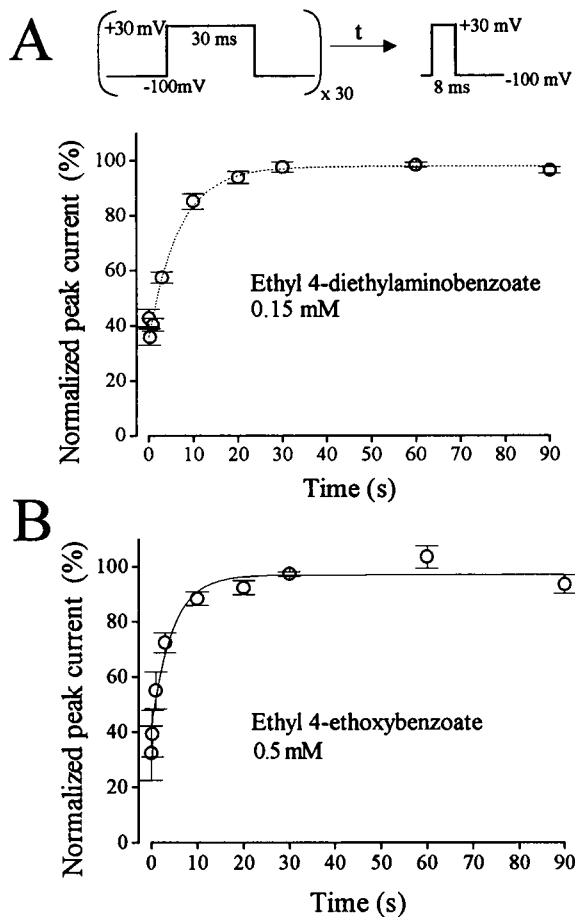 A
+30 mV
30 ms
-100mV
x 30
t
+30 mV
8 ms
-100 mV
Normalized peak current (%)
100
80
60
40
20
0
Ethyl 4-diethylaminobenzoate
0.15 mM
0 10 20 30 40 50 60 70 80 90
Time (s)
B
Normalized peak current (%)
100
80
60
40
20
0
Ethyl 4-ethoxybenzoate
0.5 mM
0 10 20 30 40 50 60 70 80 90
Time (s)